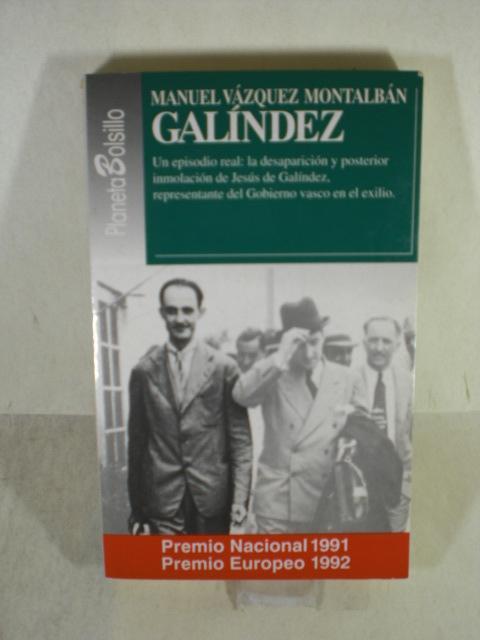 MANUEL VÁZQUEZ MONTALBÁN
GALÍNDEZ
Un episodio real: la desaparición y posterior
inmolación de Jesús de Galíndez,
representante del Gobierno vasco en el exilio.
Planeta Bolsillo
Premio Nacional 1991
Premio Europeo 1992